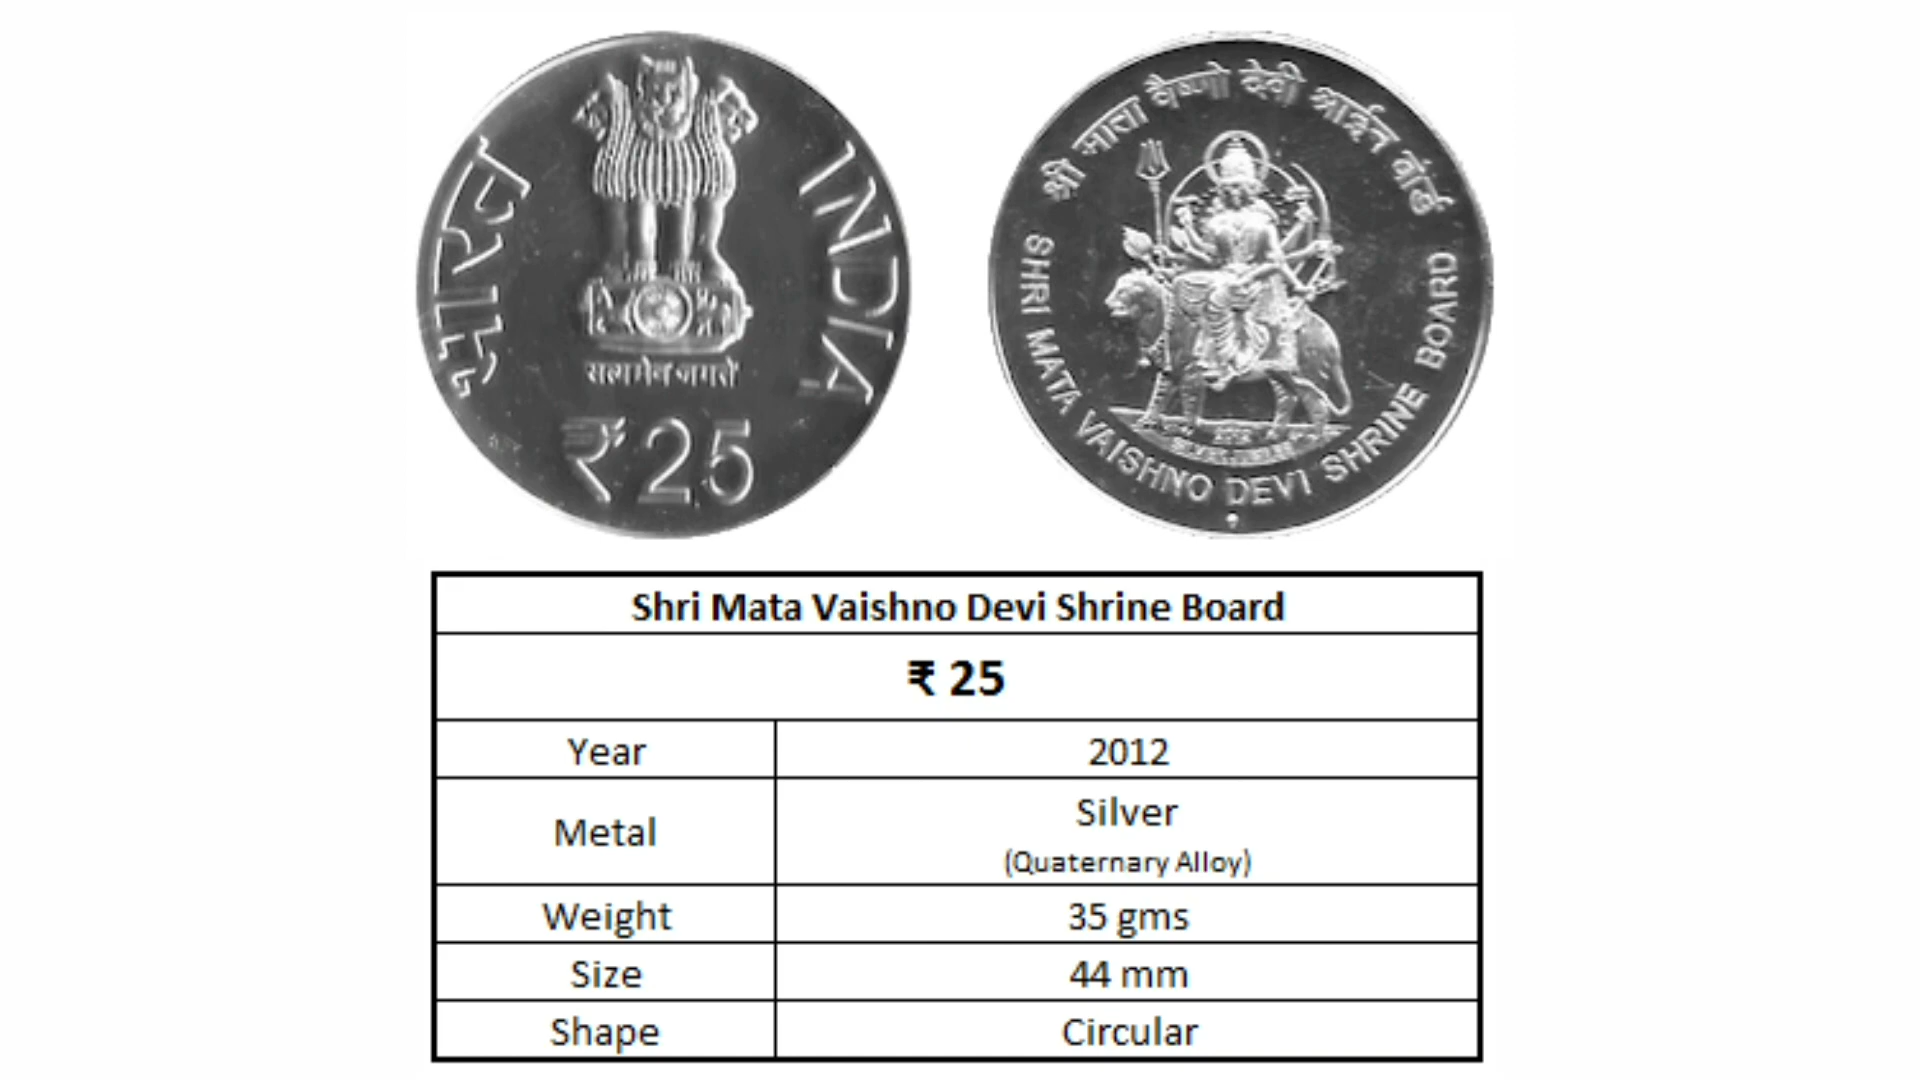 भारत
INDIA
सत्यमेव जयते
₹ 25
श्री माता वैष्णो देवी श्राईन बोर्ड
SHRI MATA VAISHNO DEVI SHRINE BOARD
2012
Shri Mata Vaishno Devi Shrine Board
₹ 25
Year 2012
Metal Silver
(Quaternary Alloy)
Weight 35 gms
Size 44 mm
Shape Circular